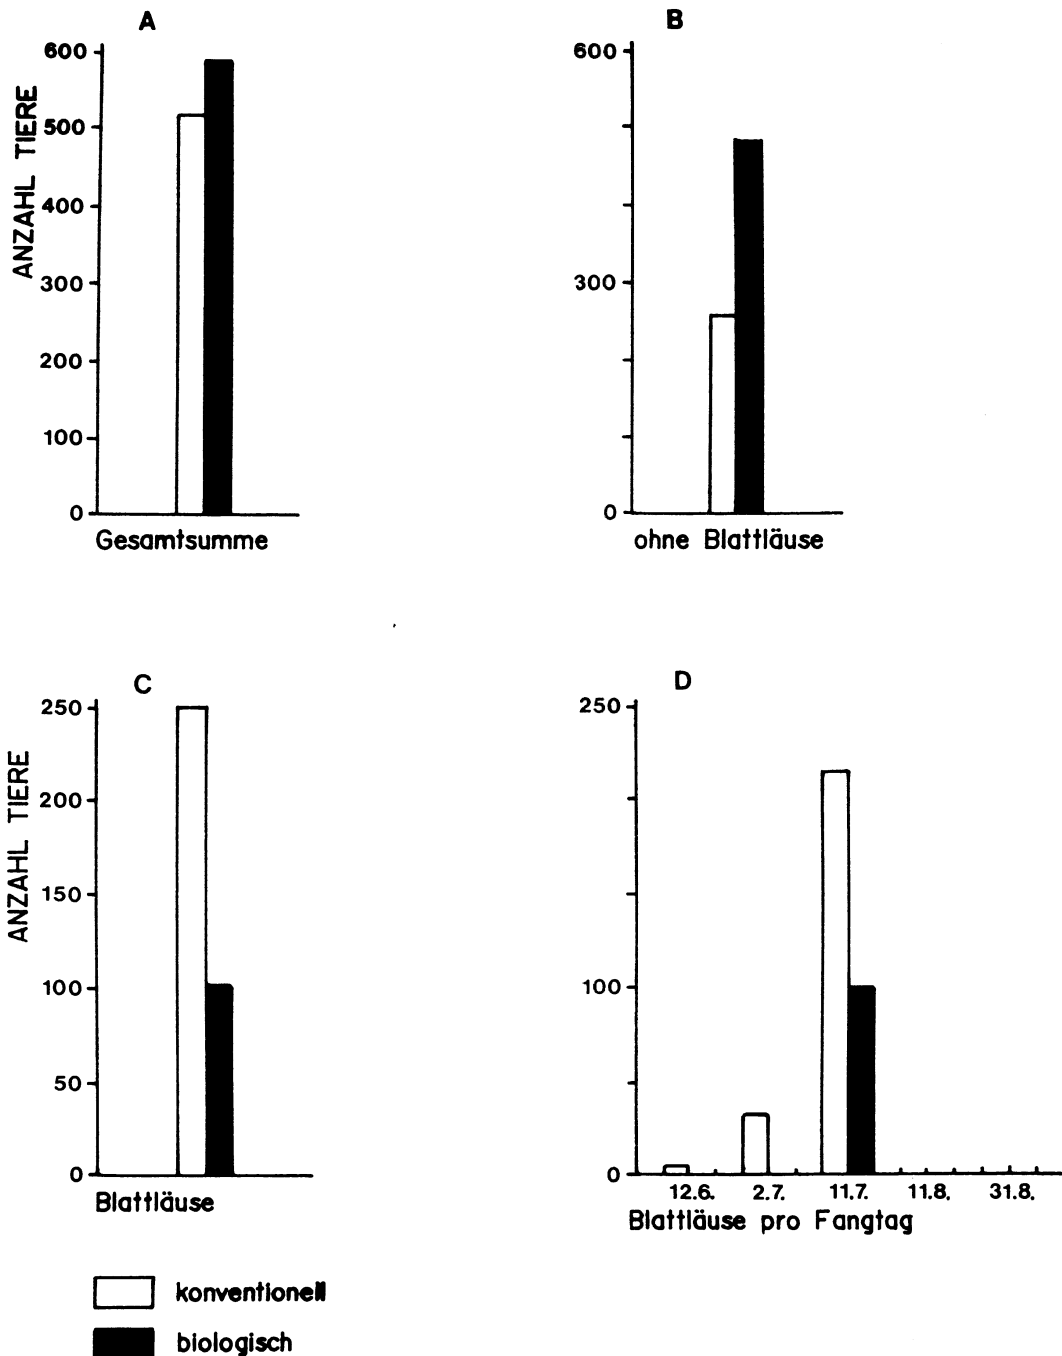 A
ANZAHL TIERE
600
500
400
300
200
100
0
Gesamtsumme
B
600
300
0
ohne Blattläuse
C
ANZAHL TIERE
250
200
150
100
50
0
Blattläuse
D
250
100
0
12.6. 2.7. 11.7. 11.8. 31.8.
Blattläuse pro Fangtag
konventionell
biologisch